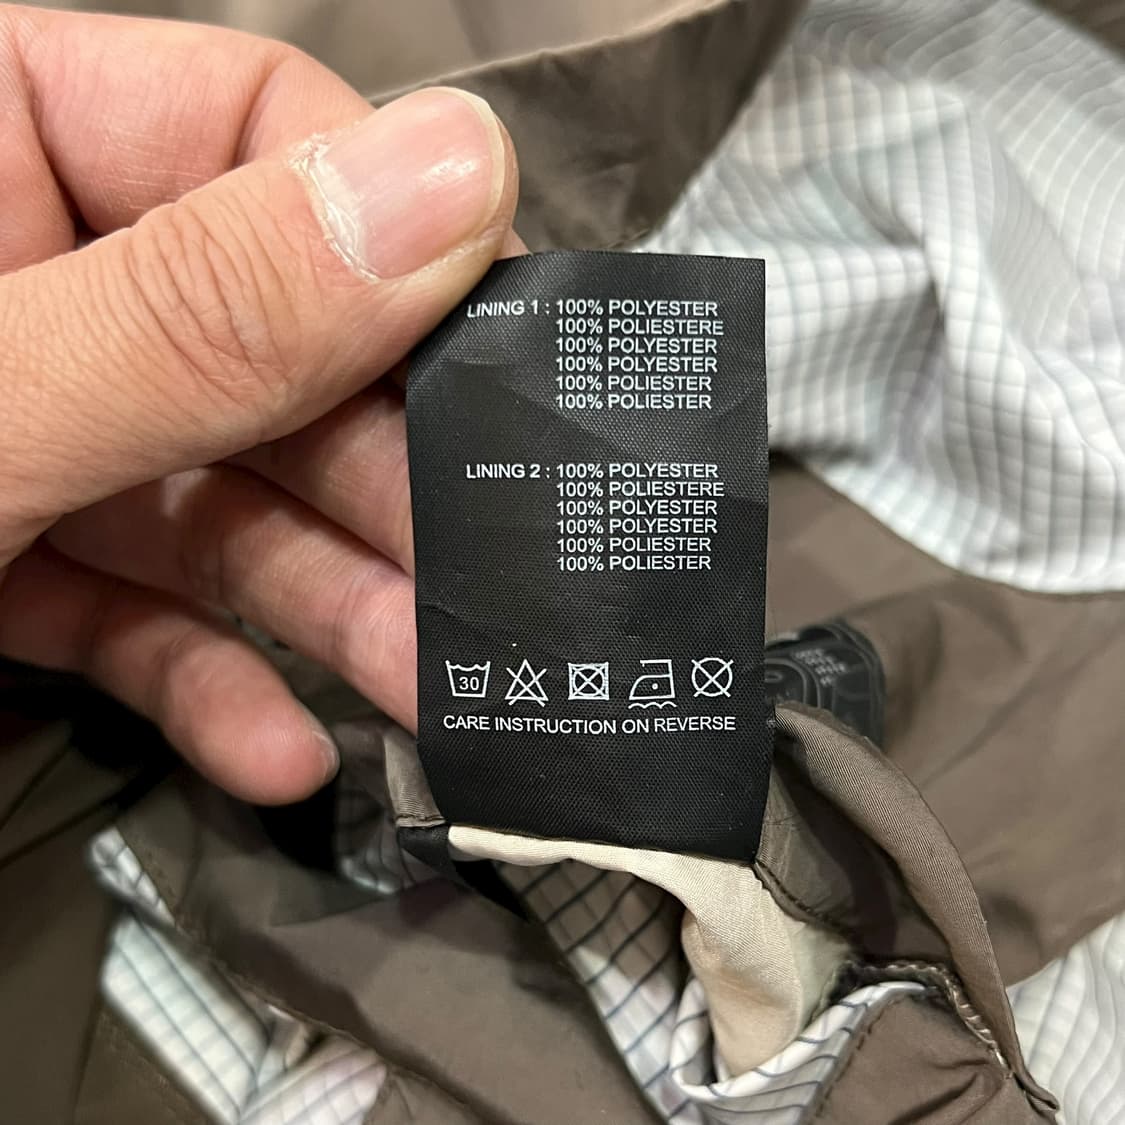 LINING 1 : 100% POLYESTER
100% POLIESTERE
100% POLYESTER
100% POLYESTER
100% POLIESTER
100% POLIESTER
LINING 2 : 100% POLYESTER
100% POLIESTERE
100% POLYESTER
100% POLYESTER
100% POLIESTER
100% POLIESTER
30
CARE INSTRUCTION ON REVERSE